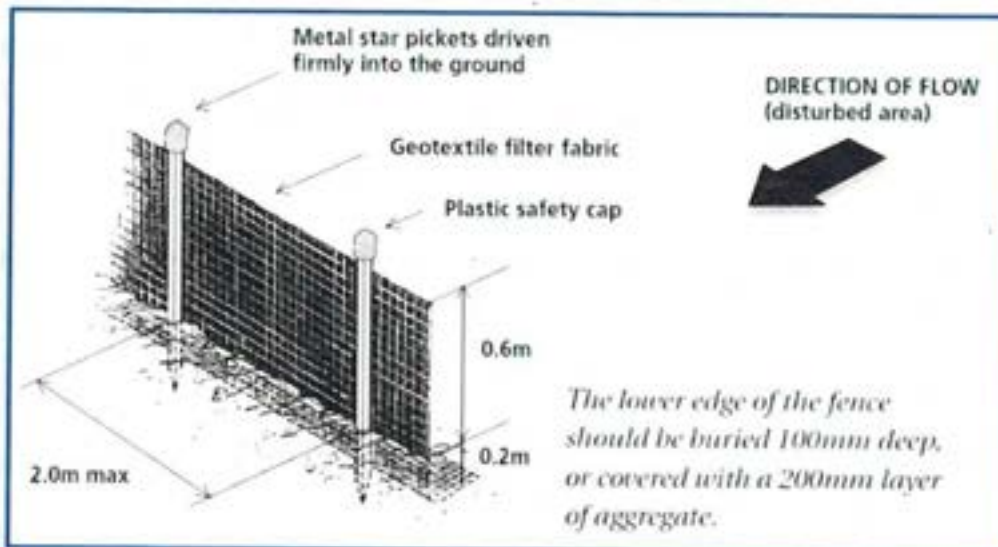 Metal star pickets driven
firmly into the ground
DIRECTION OF FLOW
(disturbed area)
Geotextile filter fabric
Plastic safety cap
0.6m
0.2m
2.0m max
The lower edge of the fence
should be buried 100mm deep,
or covered with a 200mm layer
of aggregate.